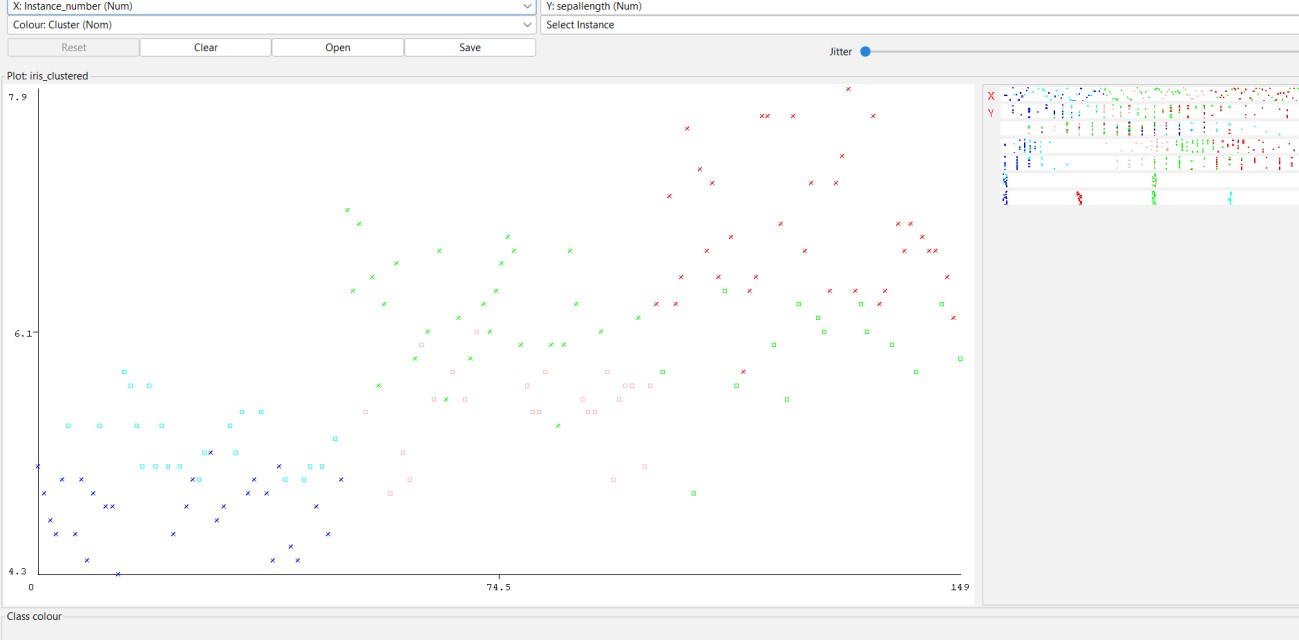 X: Instance_number (Num)
Y: sepallength (Num)
Colour: Cluster (Nom)
Select Instance
Reset
Clear
Open
Save
Jitter
Plot: iris_clustered
7.9
6.1
4.3
0
74.5
149
X
Y
Class colour